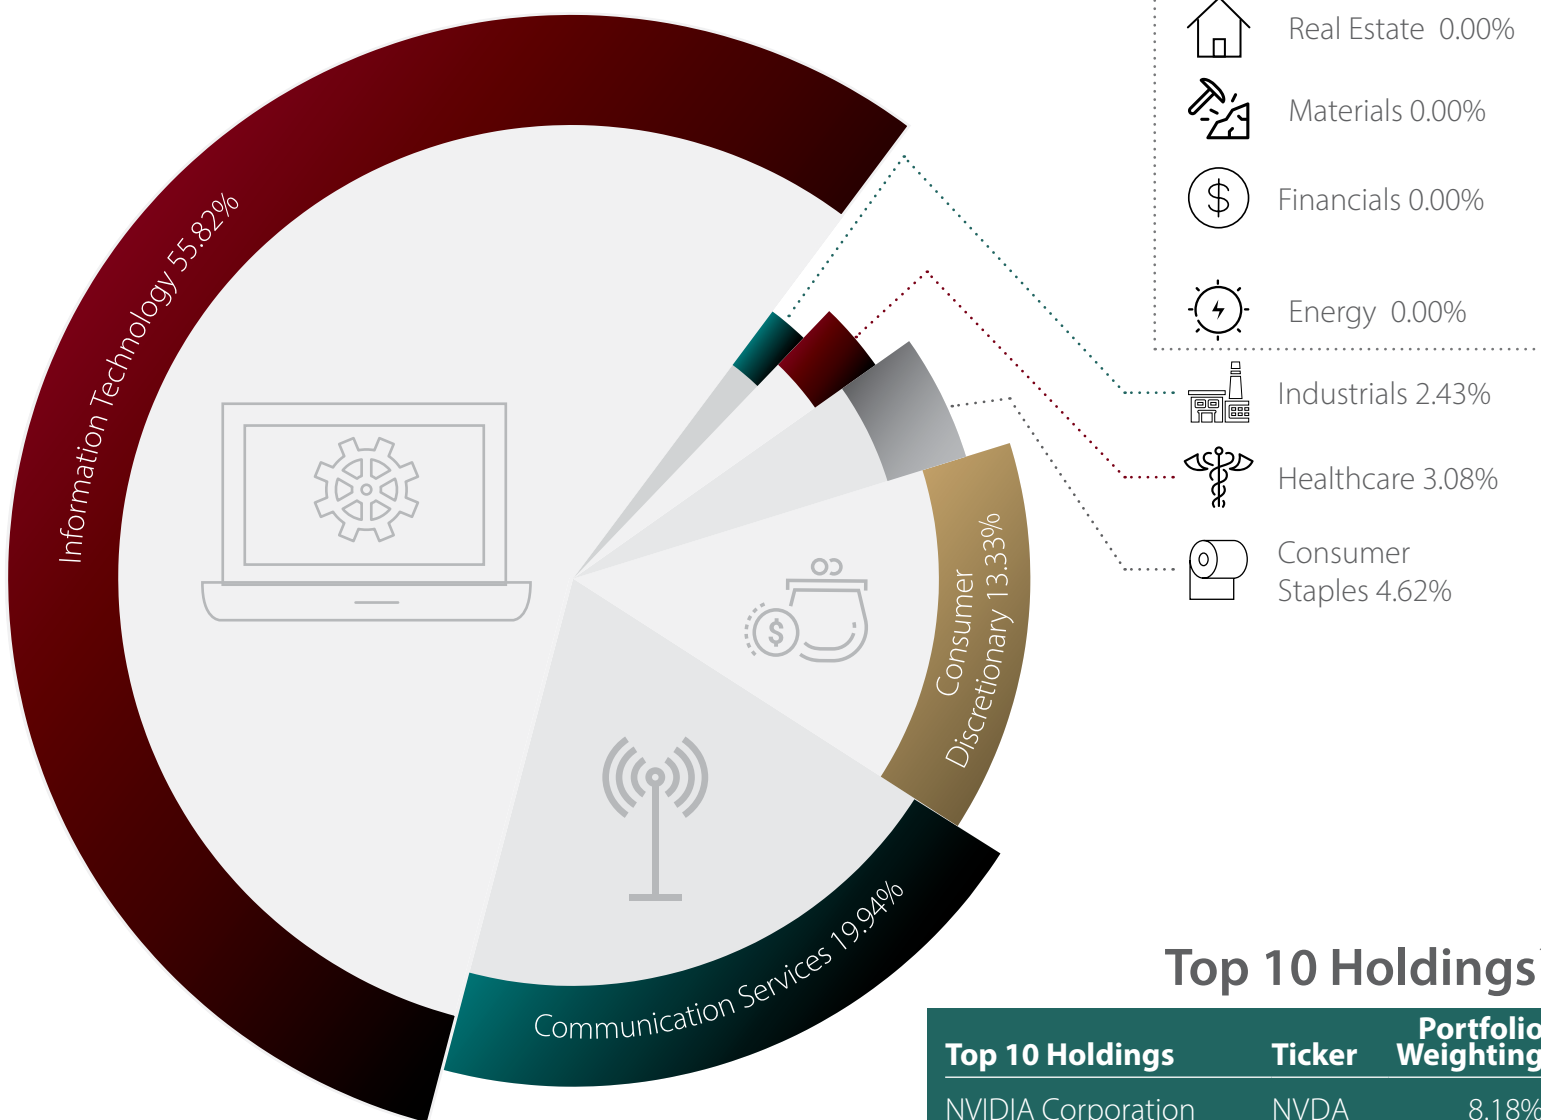 Real Estate 0.00%
Materials 0.00%
Financials 0.00%
Energy 0.00%
Industrials 2.43%
Healthcare 3.08%
Consumer
Staples 4.62%
Information Technology 55.82%
$
Consumer
Discretionary 13.33%
Communication Services 19.94%
Top 10 Holdings
Top 10 Holdings Ticker Portfolio Weighting
NVIDIA Corporation NVDA 8.18%